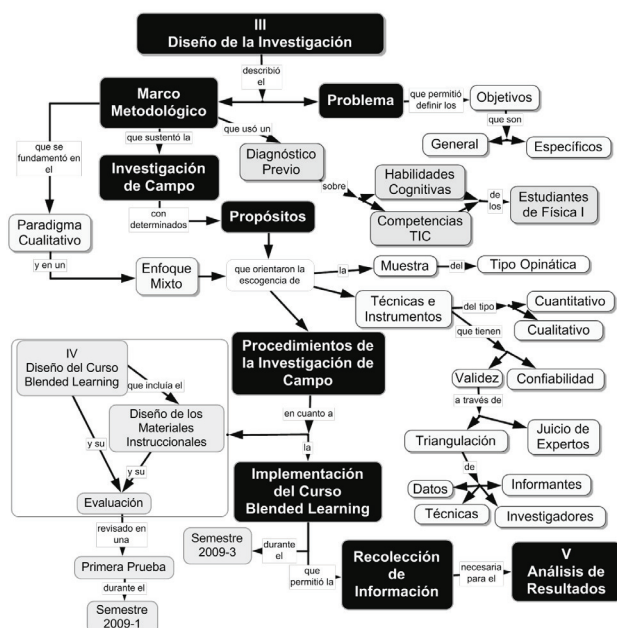 III
Diseño de la Investigación
describió
el
Marco
Metodológico
Problema
que permitió
definir los
Objetivos
que son
General
Específicos
que se
fundamentó en
el
que sustentó la
que usó un
Diagnóstico
Previo
Investigación
de Campo
sobre
Habilidades
Cognitivas
Competencias
TIC
de
los
Estudiantes
de Física I
con
determinados
Propósitos
Paradigma
Cualitativo
y en un
Enfoque
Mixto
que orientaron la
escogencia de
la
Muestra
del
Tipo Opinática
Técnicas e
Instrumentos
del tipo
Cuantitativo
Cualitativo
que tienen
Validez
Confiabilidad
a través de
Triangulación
Juicio de
Expertos
de
Datos
Informantes
Técnicas
Investigadores
Procedimientos
de la
Investigación de
Campo
en cuanto a
la
IV
Diseño del Curso
Blended Learning
que incluía el
Diseño de los
Materiales
Instruccionales
y su
y su
Evaluación
revisado en
una
Primera Prueba
durante el
Semestre
2009-1
Implementación
del Curso
Blended Learning
durante
el
Semestre
2009-3
que
permitió la
Recolección
de
Información
necesaria
para el
V
Análisis de
Resultados